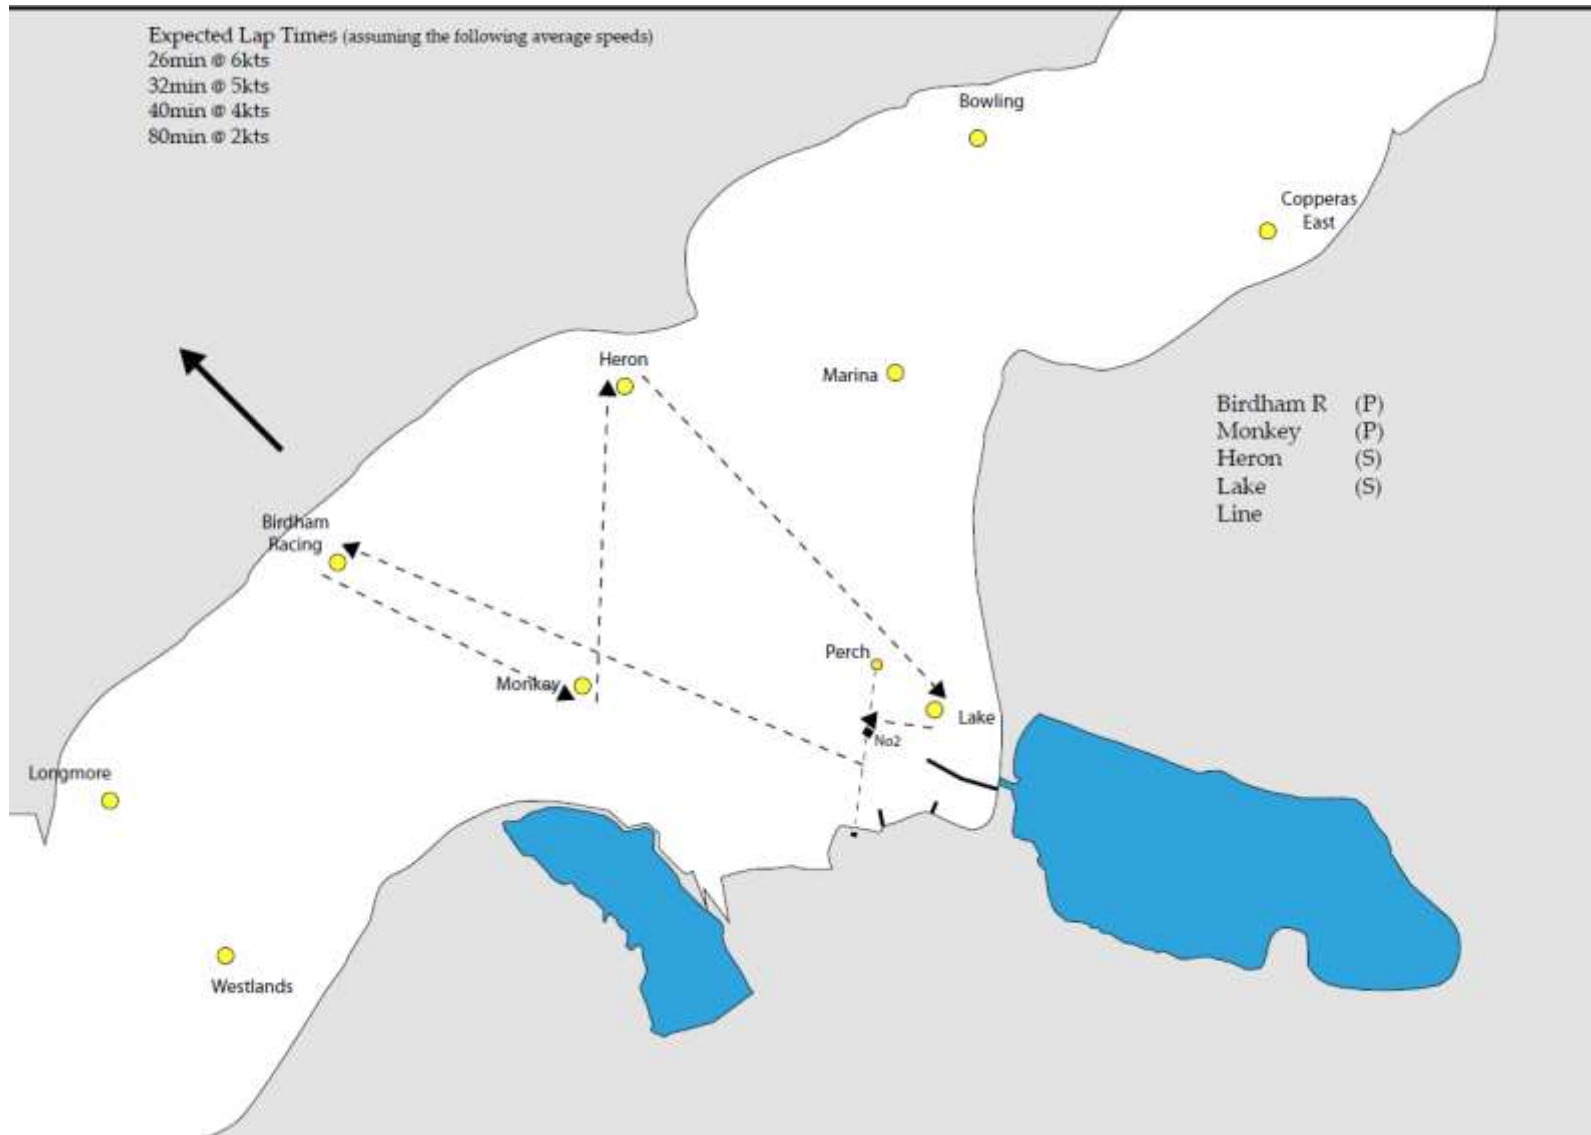 Expected Lap Times (assuming the following average speeds)
26min @ 6kts
32min @ 5kts
40min @ 4kts
80min @ 2kts
Bowling
Copperas
East
Heron
Marina
Birdham R (P)
Monkey (P)
Heron (S)
Lake (S)
Line
Birdham
Racing
Perch
Monkey
Lake
No2
Longmore
Westlands